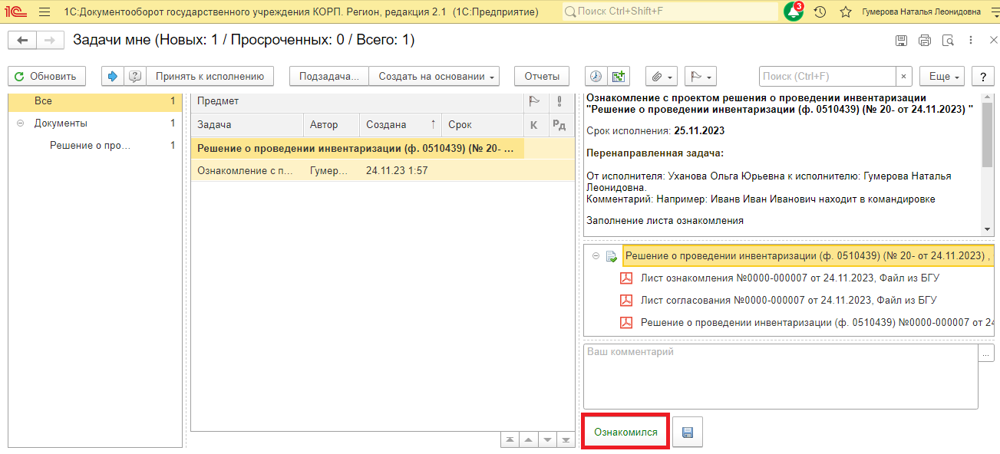 1С:Документооборот государственного учреждения КОРП. Регион, редакция 2.1 (1С:Предприятие)
Поиск Ctrl+Shift+F
3
Гумерова Наталья Леонидовна
Задачи мне (Новых: 1 / Просроченных: 0 / Всего: 1)
Обновить
Принять к исполнению
Подзадача...
Создать на основании
Отчеты
Поиск (Ctrl+F)
×
Еще
?
Все 1
Документы 1
Решение о про... 1
Предмет
Задача Автор Создана ↑ Срок К Рд
Решение о проведении инвентаризации (ф. 0510439) (№ 20- ...
Ознакомление с п... Гумер... 24.11.23 1:57
Ознакомление с проектом решения о проведении инвентаризации
"Решение о проведении инвентаризации (ф. 0510439) (№ 20- от 24.11.2023) "
Срок исполнения: 25.11.2023
Перенаправленная задача:
От исполнителя: Уханова Ольга Юрьевна к исполнителю: Гумерова Наталья
Леонидовна.
Комментарий: Например: Иванв Иван Иванович находит в командировке
Заполнение листа ознакомления
Решение о проведении инвентаризации (ф. 0510439) (№ 20- от 24.11.2023) ,
Лист ознакомления №0000-000007 от 24.11.2023, Файл из БГУ
Лист согласования №0000-000007 от 24.11.2023, Файл из БГУ
Решение о проведении инвентаризации (ф. 0510439) №0000-000007 от 24
Ваш комментарий
...
Ознакомился